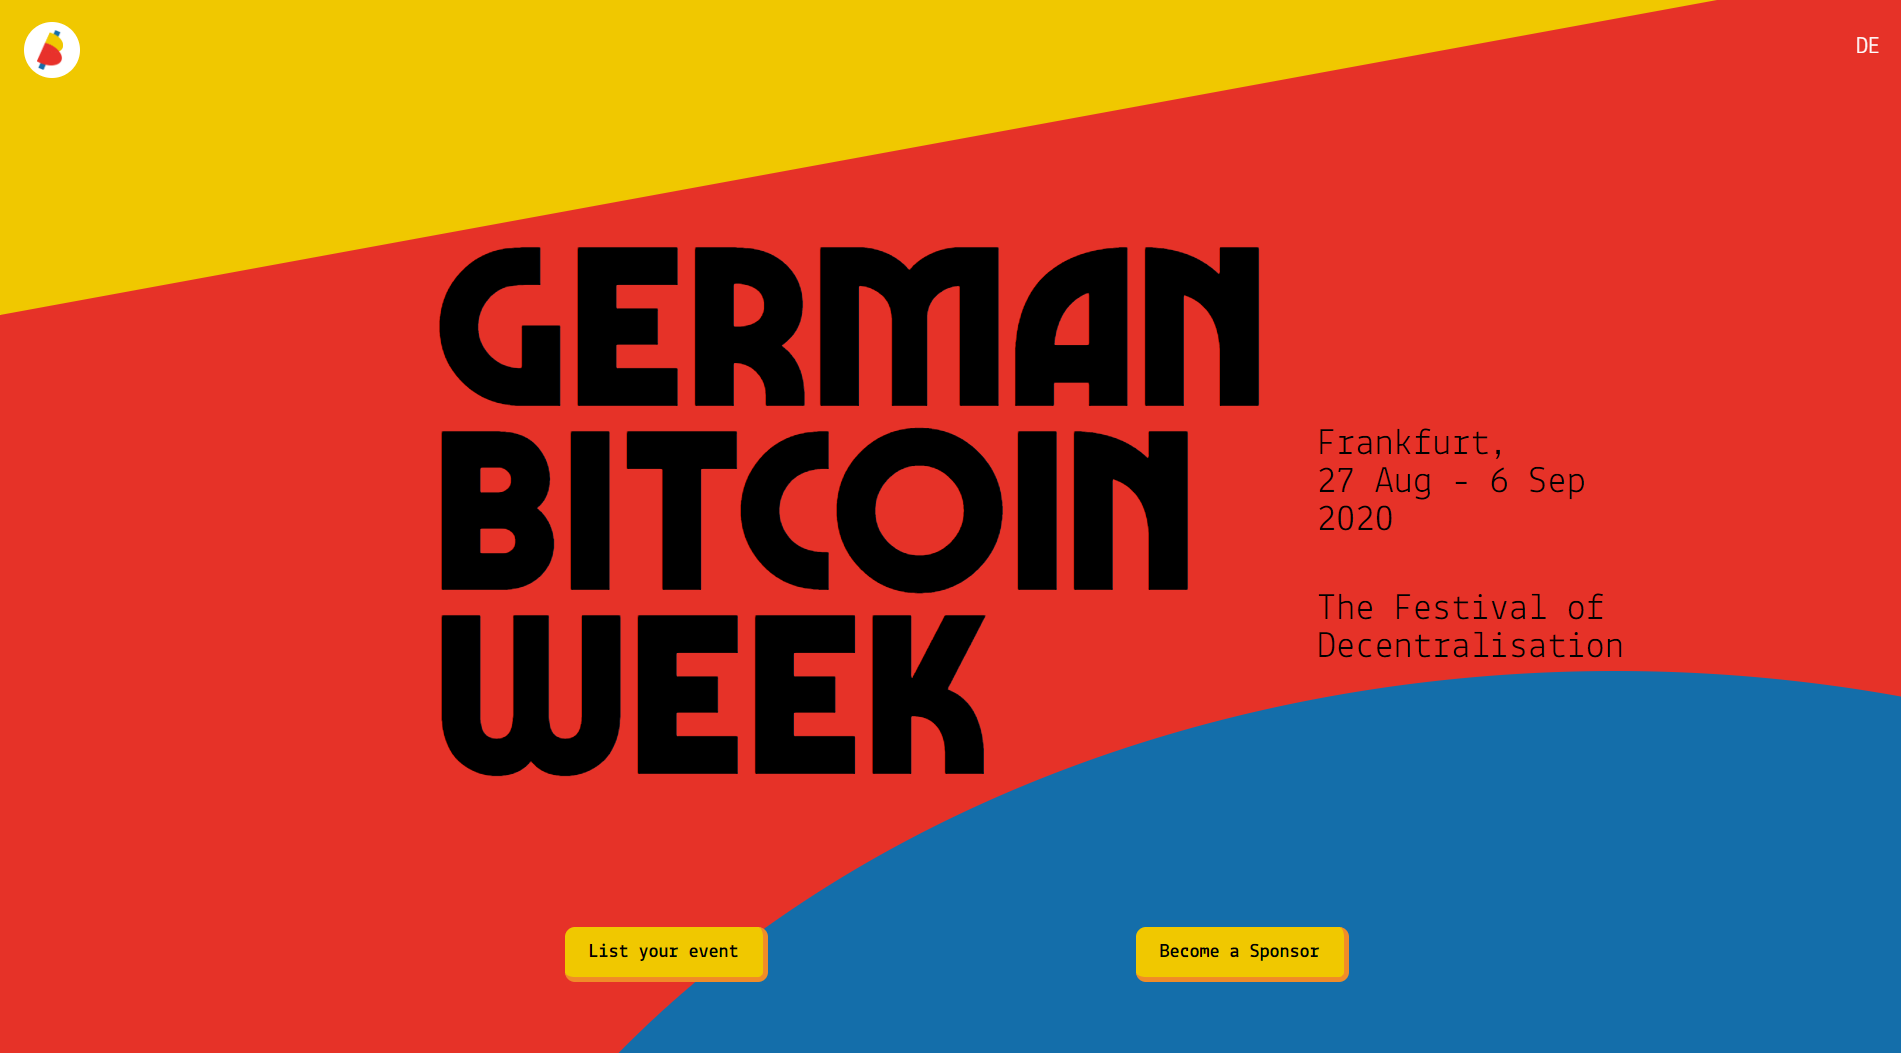 DE
GERMAN
BITCOIN
WEEK
Frankfurt,
27 Aug - 6 Sep
2020
The Festival of
Decentralisation
List your event
Become a Sponsor